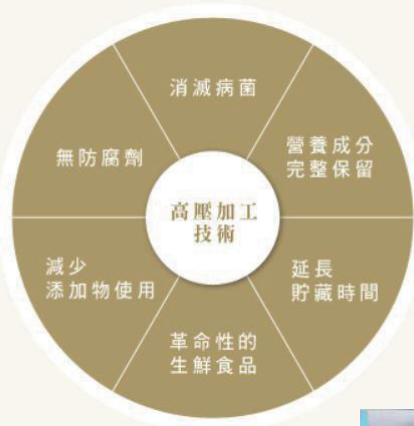 消滅病菌
營養成分
完整保留
延長
貯藏時間
革命性的
生鮮食品
減少
添加物使用
無防腐劑
高壓加工
技術